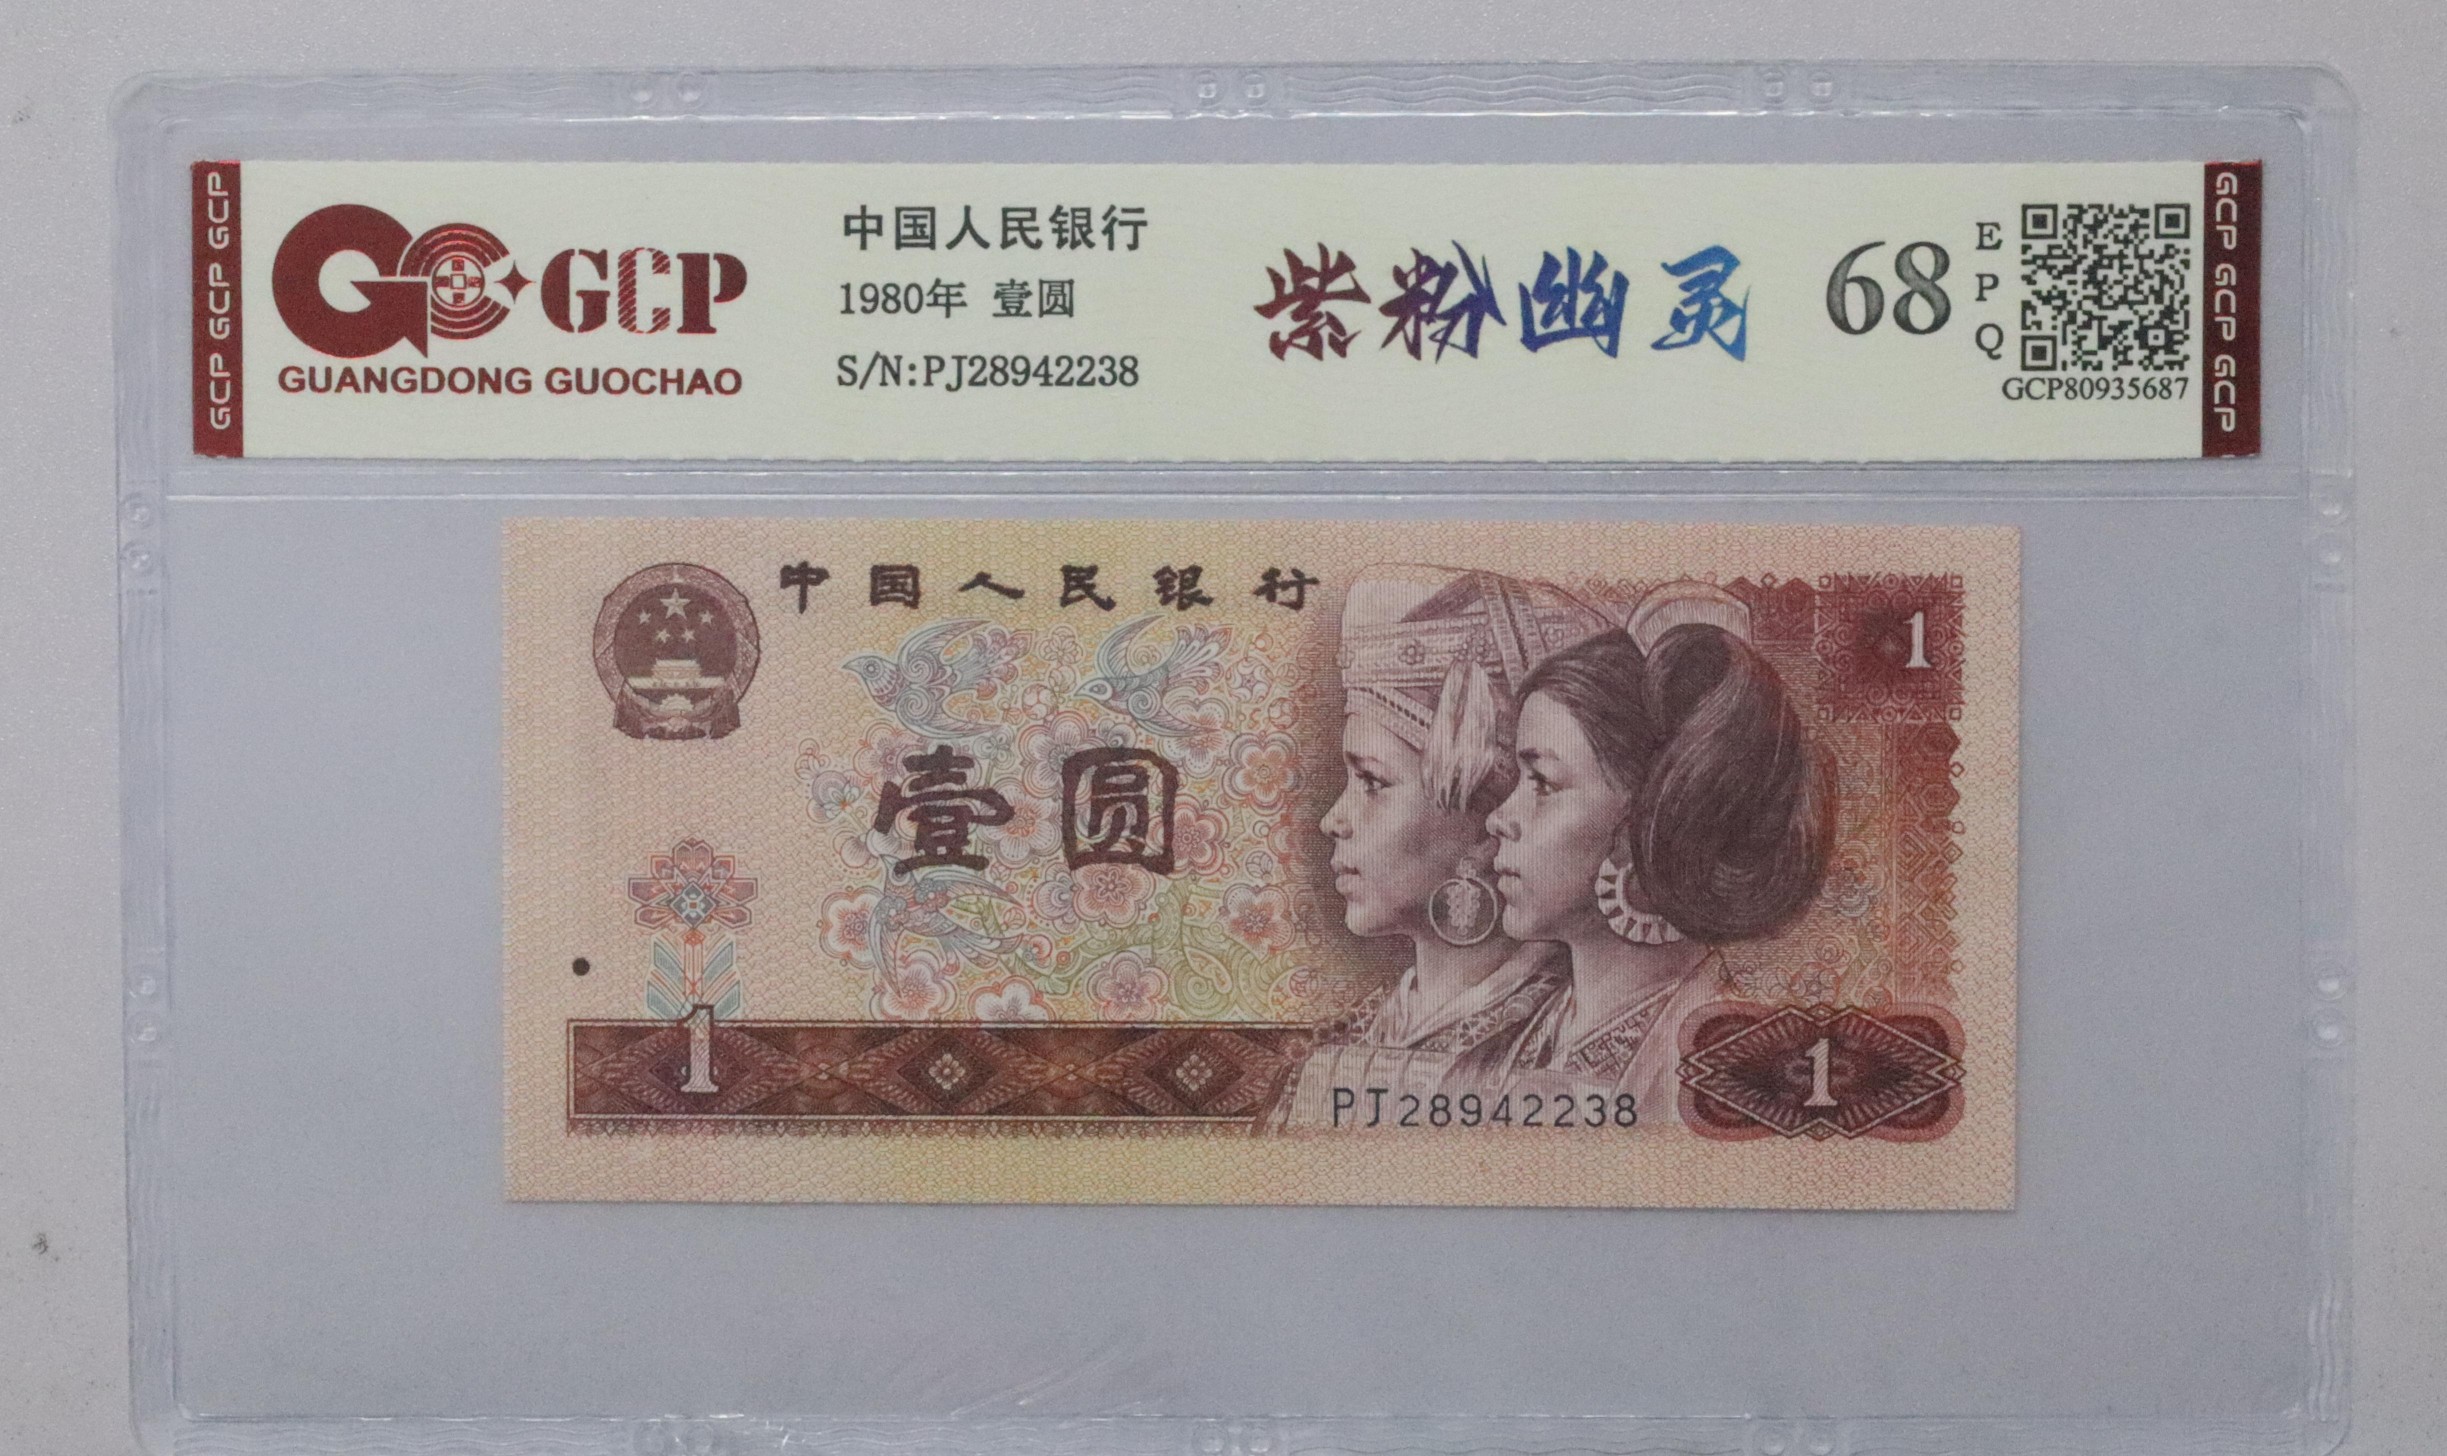 GCP GCP GCP
GCP
GUANGDONG GUOCHAO
中国人民银行
1980年 壹圆
S/N:PJ28942238
紫粉幽灵
68
E
P
Q
GCP80935687
GCP GCP GCP
中国人民银行
1
壹圆
1
PJ28942238
1